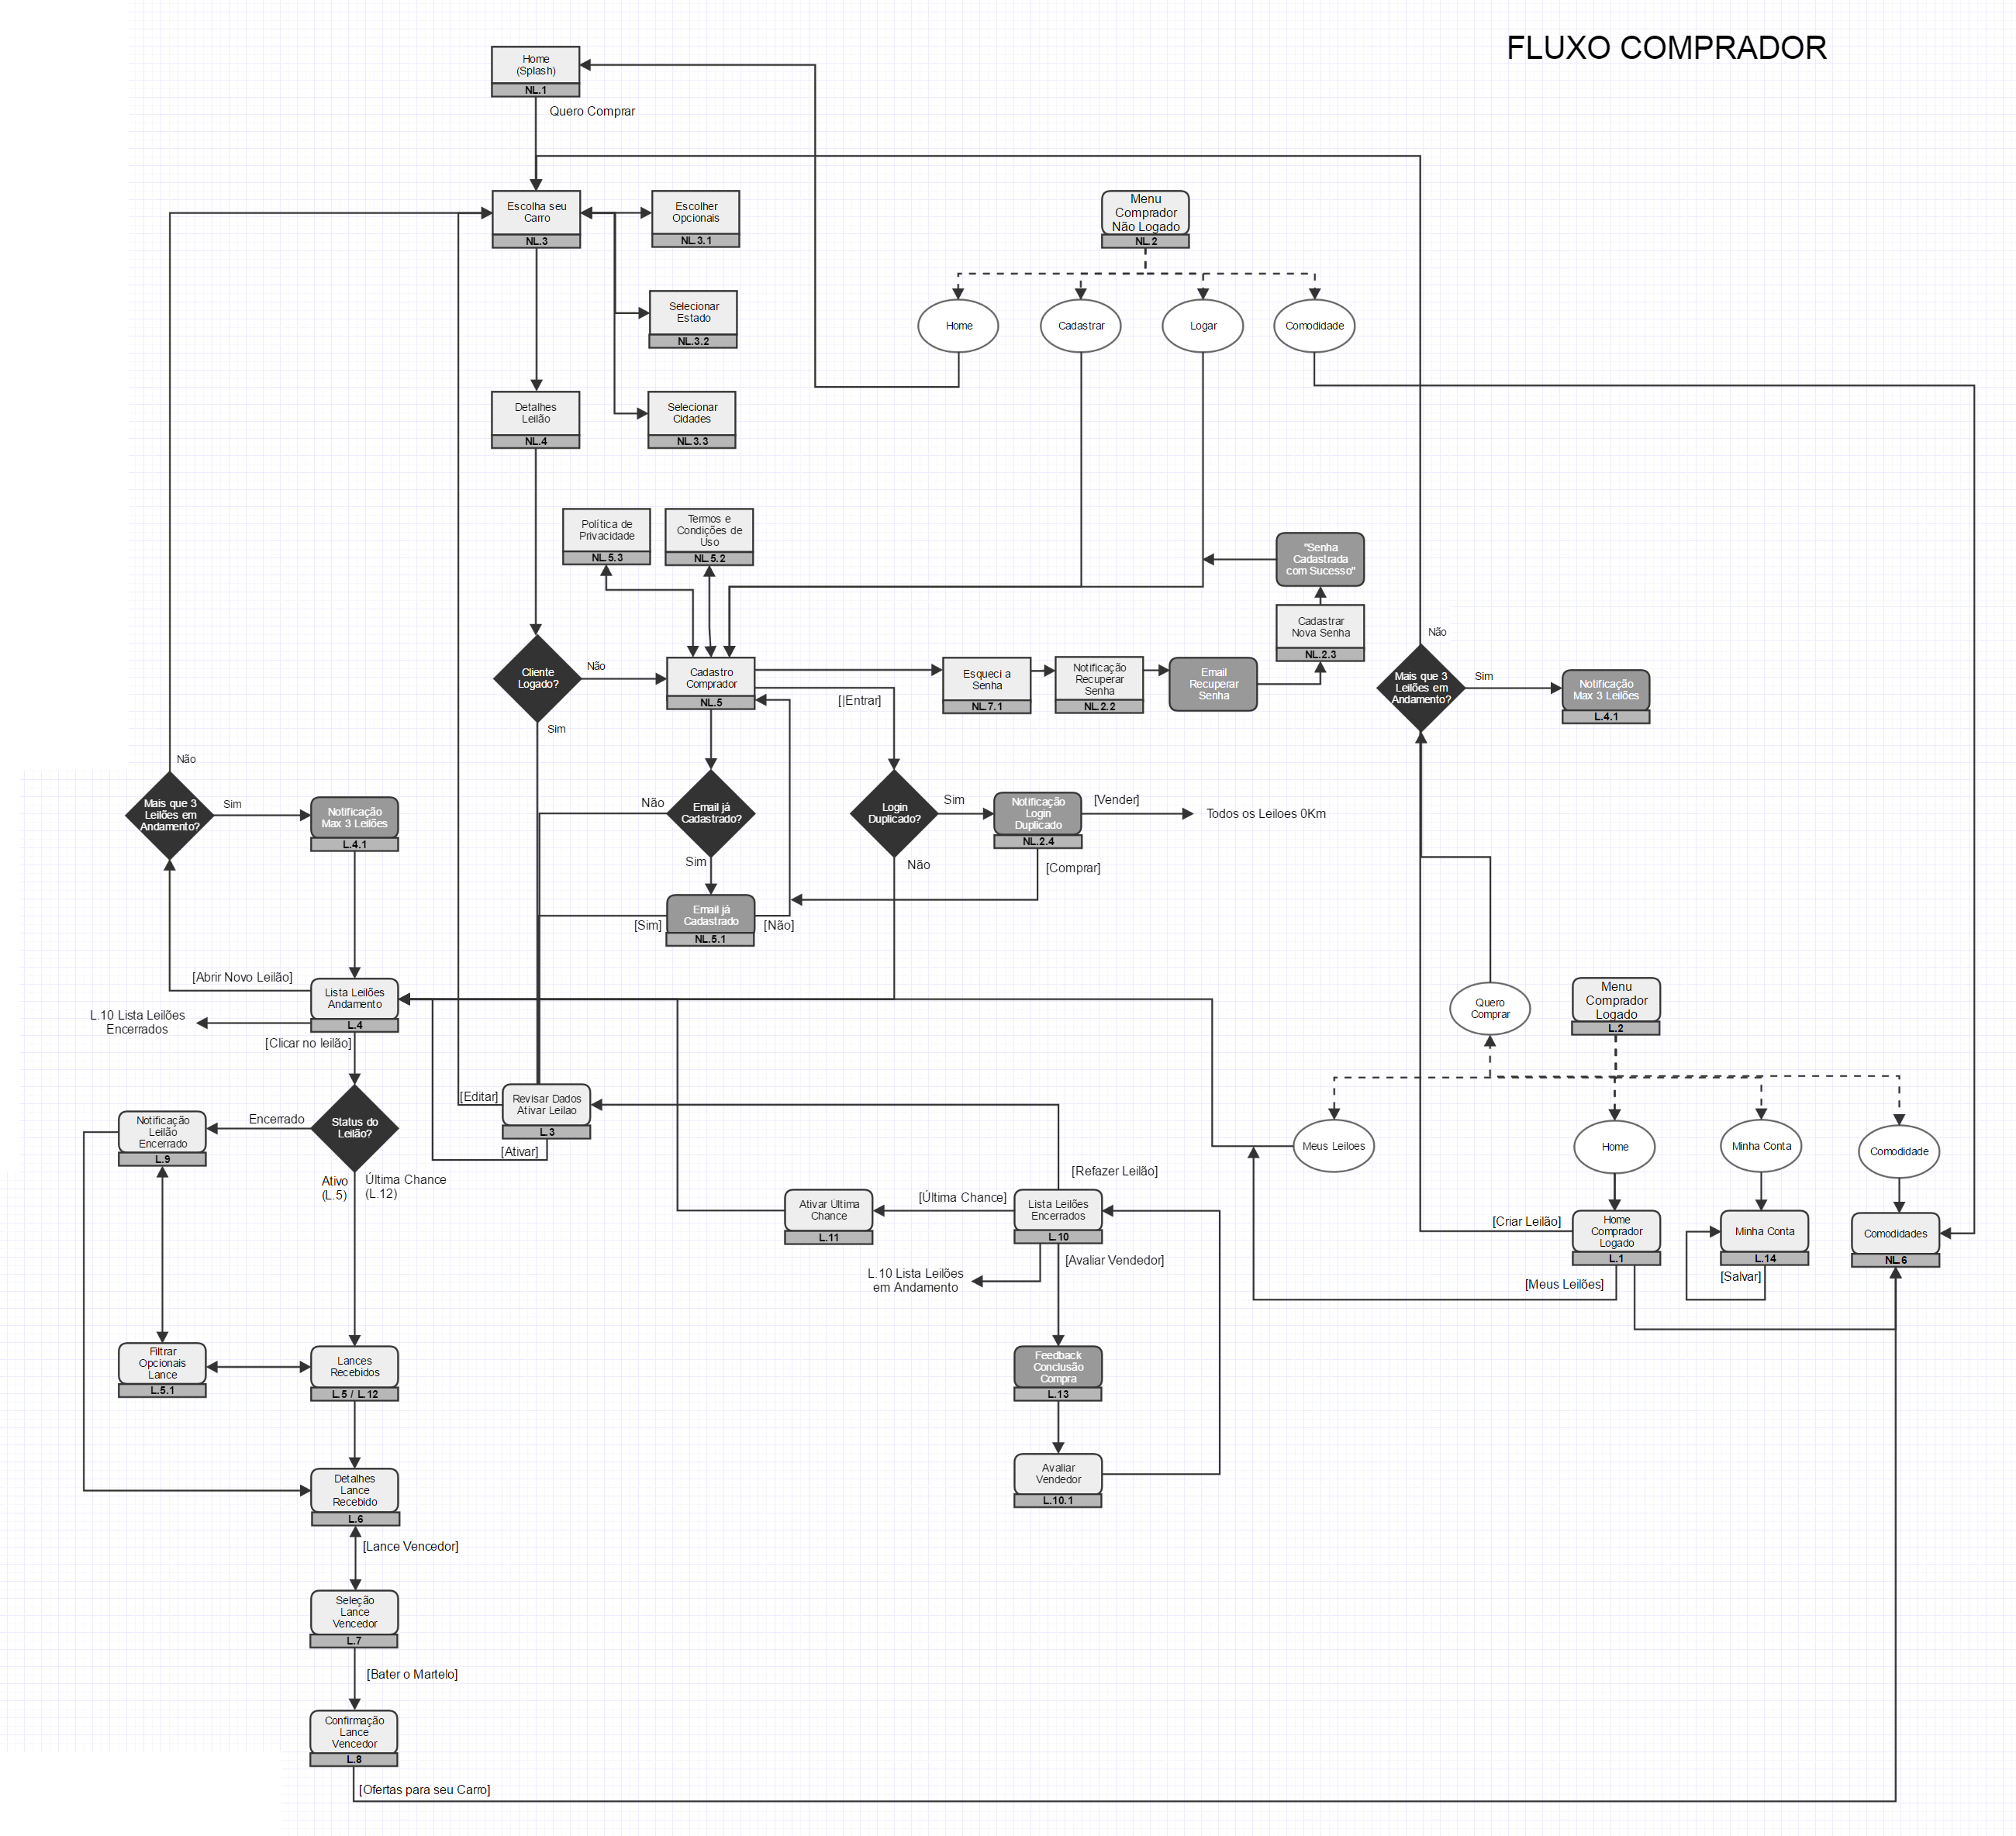 FLUXO COMPRADOR
Home
(Splash)
NL.1
Quero Comprar
Escolha seu
Carro
NL.3
Escolher
Opcionais
NL.3.1
Menu
Comprador
Não Logado
NL.2
Selecionar
Estado
NL.3.2
Home
Cadastrar
Logar
Comodidade
Detalhes
Leilão
NL.4
Selecionar
Cidades
NL.3.3
Política de
Privacidade
NL.5.3
Termos e
Condições de
Uso
NL.5.2
"Senha
Cadastrada
com Sucesso"
Cadastrar
Nova Senha
NL.2.3
Cliente
Logado?
Não
Sim
Cadastro
Comprador
NL.5
[|Entrar]
Esqueci a
Senha
NL.7.1
Notificação
Recuperar
Senha
NL.2.2
Email
Recuperar
Senha
Não
Mais que 3
Leilões em
Andamento?
Sim
Notificação
Max 3 Leilões
L.4.1
Não
Mais que 3
Leilões em
Andamento?
Sim
Notificação
Max 3 Leilões
L.4.1
Não
Email já
Cadastrado?
Sim
Login
Duplicado?
Sim
Não
Notificação
Login
Duplicado
NL.2.4
[Vender]
Todos os Leiloes 0Km
[Comprar]
[Sim]
Email já
Cadastrado
NL.5.1
[Não]
[Abrir Novo Leilão]
Lista Leilões
Andamento
L.4
L.10 Lista Leilões
Encerrados
[Clicar no leilão]
Quero
Comprar
Menu
Comprador
Logado
L.2
[Editar]
Revisar Dados
Ativar Leilao
L.3
[Ativar]
Notificação
Leilão
Encerrado
L.9
Encerrado
Status do
Leilão?
Ativo
(L.5)
Última Chance
(L.12)
Meus Leiloes
Home
Minha Conta
Comodidade
[Refazer Leilão]
Ativar Última
Chance
L.11
[Última Chance]
Lista Leilões
Encerrados
L.10
[Avaliar Vendedor]
L.10 Lista Leilões
em Andamento
[Criar Leilão]
Home
Comprador
Logado
L.1
[Meus Leilões]
Minha Conta
L.14
[Salvar]
Comodidades
NL.6
Filtrar
Opcionais
Lance
L.5.1
Lances
Recebidos
L.5 / L.12
Feedback
Conclusão
Compra
L.13
Detalhes
Lance
Recebido
L.6
Avaliar
Vendedor
L.10.1
[Lance Vencedor]
Seleção
Lance
Vencedor
L.7
[Bater o Martelo]
Confirmação
Lance
Vencedor
L.8
[Ofertas para seu Carro]